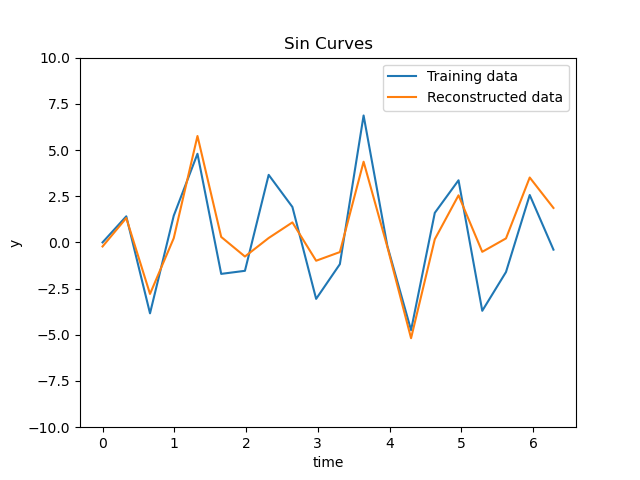 Sin Curves
Training data
Reconstructed data
10.0
7.5
5.0
2.5
0.0
−2.5
−5.0
−7.5
−10.0
y
0 1 2 3 4 5 6
time